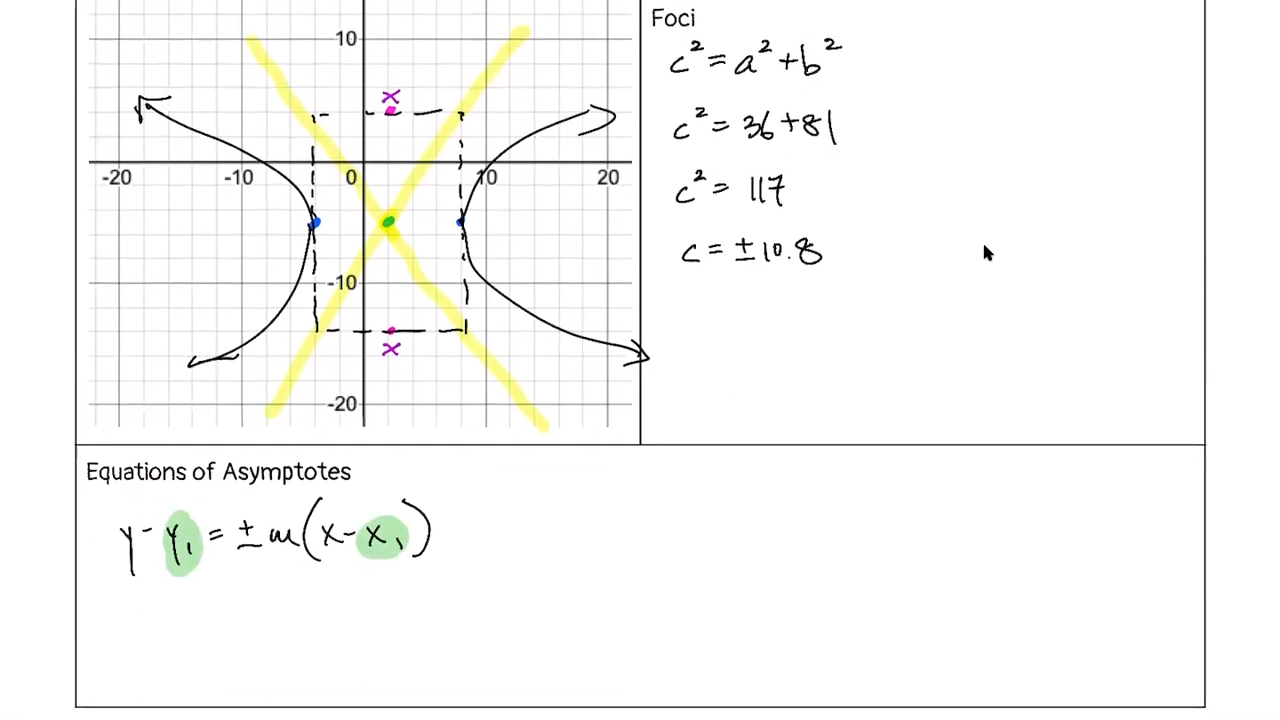 10
x
-20 -10 0 10 20
-10
x
-20
Foci
c² = a² + b²
c² = 36 + 81
c² = 117
c = ±10.8
Equations of Asymptotes
y - y₁ = ± m(x - x₁)